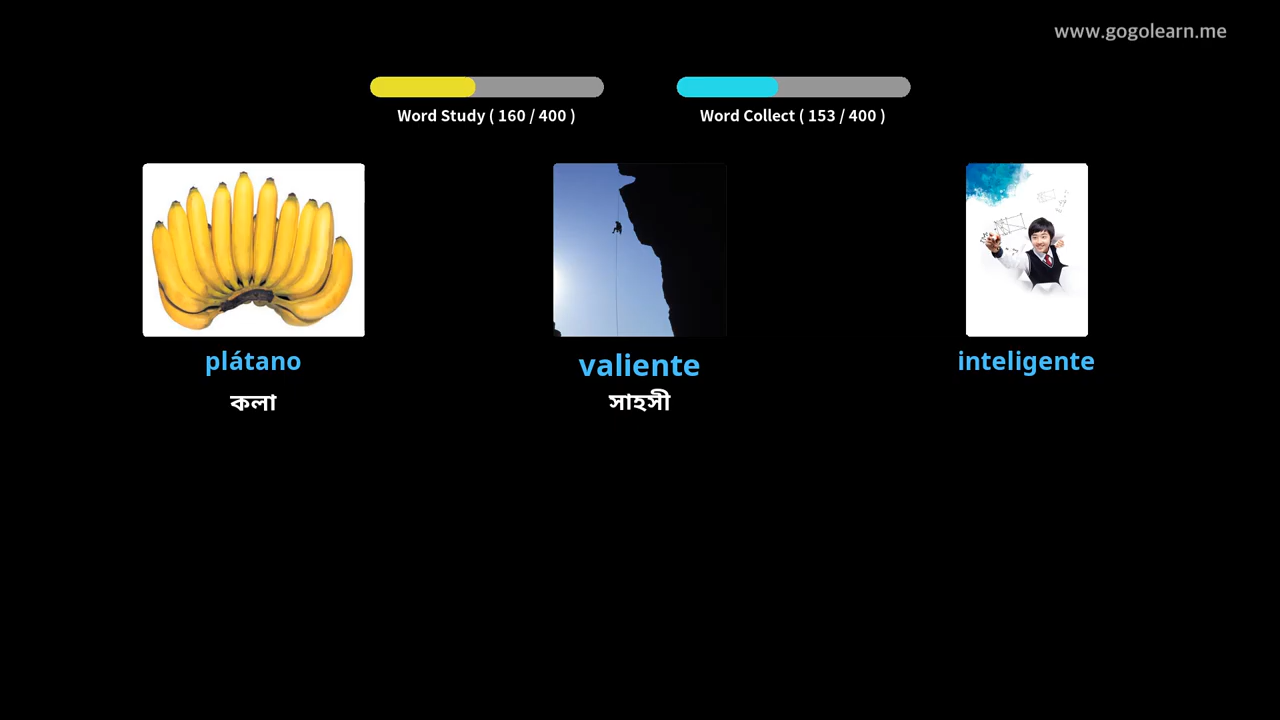 www.gogolearn.me
Word Study ( 160 / 400 )
Word Collect ( 153 / 400 )
plátano
valiente
inteligente
কলা
সাহসী